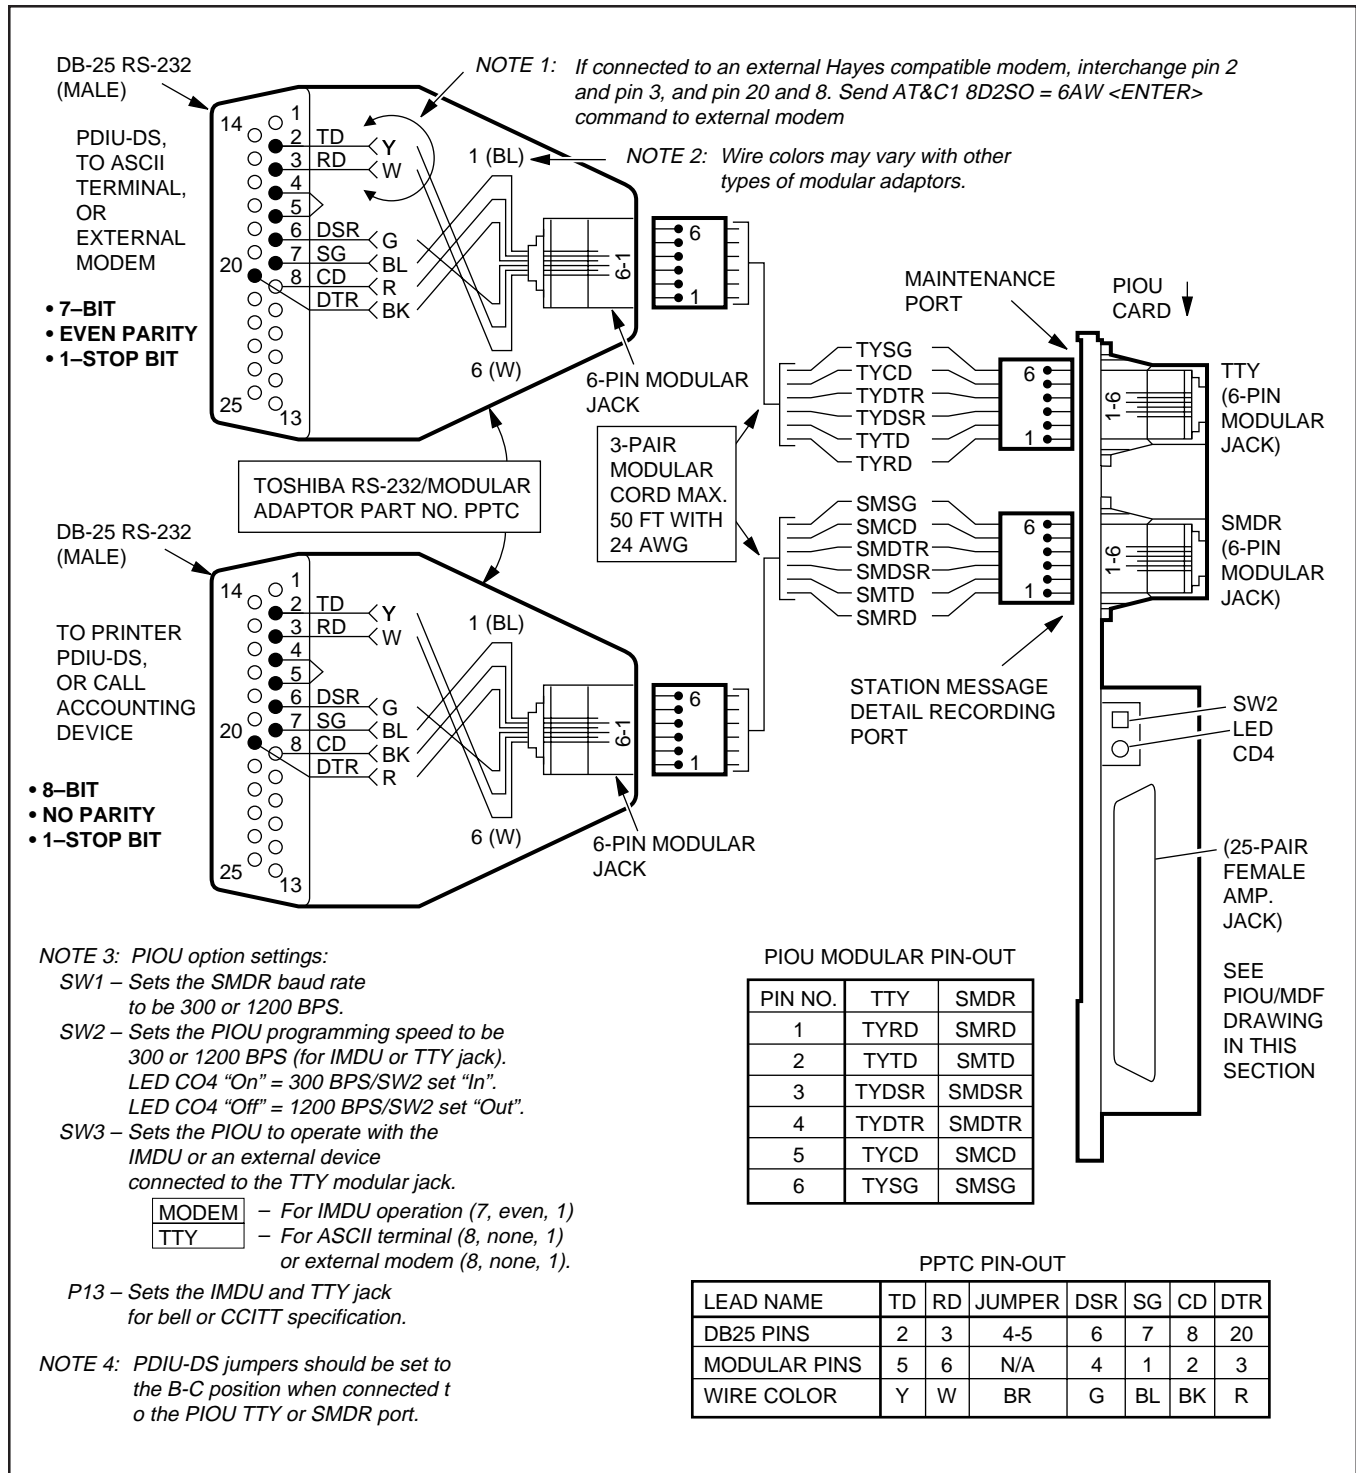 DB-25 RS-232
(MALE)
PDIU-DS,
TO ASCII
TERMINAL,
OR
EXTERNAL
MODEM
• 7–BIT
• EVEN PARITY
• 1–STOP BIT
NOTE 1: If connected to an external Hayes compatible modem, interchange pin 2
and pin 3, and pin 20 and 8. Send AT&C1 8D2SO = 6AW <ENTER>
command to external modem
NOTE 2: Wire colors may vary with other
types of modular adaptors.
14
1
2 TD Y
3 RD W
4
5
6 DSR G
7 SG BL
20
8 CD R
DTR BK
25
13
1 (BL)
6 (W)
6-1
6-PIN MODULAR
JACK
6
1
TOSHIBA RS-232/MODULAR
ADAPTOR PART NO. PPTC
3-PAIR
MODULAR
CORD MAX.
50 FT WITH
24 AWG
MAINTENANCE
PORT
PIOU
CARD
TYSG
TYCD
TYDTR
TYDSR
TYTD
TYRD
6
1
1-6
TTY
(6-PIN
MODULAR
JACK)
SMSG
SMCD
SMDTR
SMDSR
SMTD
SMRD
6
1
1-6
SMDR
(6-PIN
MODULAR
JACK)
STATION MESSAGE
DETAIL RECORDING
PORT
SW2
LED
CD4
(25-PAIR
FEMALE
AMP.
JACK)
SEE
PIOU/MDF
DRAWING
IN THIS
SECTION
DB-25 RS-232
(MALE)
TO PRINTER
PDIU-DS,
OR CALL
ACCOUNTING
DEVICE
• 8–BIT
• NO PARITY
• 1–STOP BIT
14
1
2 TD Y
3 RD W
4
5
6 DSR G
7 SG BL
20
8 CD BK
DTR R
25
13
1 (BL)
6 (W)
6-1
6-PIN MODULAR
JACK
6
1
NOTE 3: PIOU option settings:
SW1 – Sets the SMDR baud rate
to be 300 or 1200 BPS.
SW2 – Sets the PIOU programming speed to be
300 or 1200 BPS (for IMDU or TTY jack).
LED CO4 “On” = 300 BPS/SW2 set “In”.
LED CO4 “Off” = 1200 BPS/SW2 set “Out”.
SW3 – Sets the PIOU to operate with the
IMDU or an external device
connected to the TTY modular jack.
MODEM – For IMDU operation (7, even, 1)
TTY – For ASCII terminal (8, none, 1)
or external modem (8, none, 1).
P13 – Sets the IMDU and TTY jack
for bell or CCITT specification.
NOTE 4: PDIU-DS jumpers should be set to
the B-C position when connected t
o the PIOU TTY or SMDR port.
PIOU MODULAR PIN-OUT
PIN NO. TTY SMDR
1 TYRD SMRD
2 TYTD SMTD
3 TYDSR SMDSR
4 TYDTR SMDTR
5 TYCD SMCD
6 TYSG SMSG
PPTC PIN-OUT
LEAD NAME TD RD JUMPER DSR SG CD DTR
DB25 PINS 2 3 4-5 6 7 8 20
MODULAR PINS 5 6 N/A 4 1 2 3
WIRE COLOR Y W BR G BL BK R